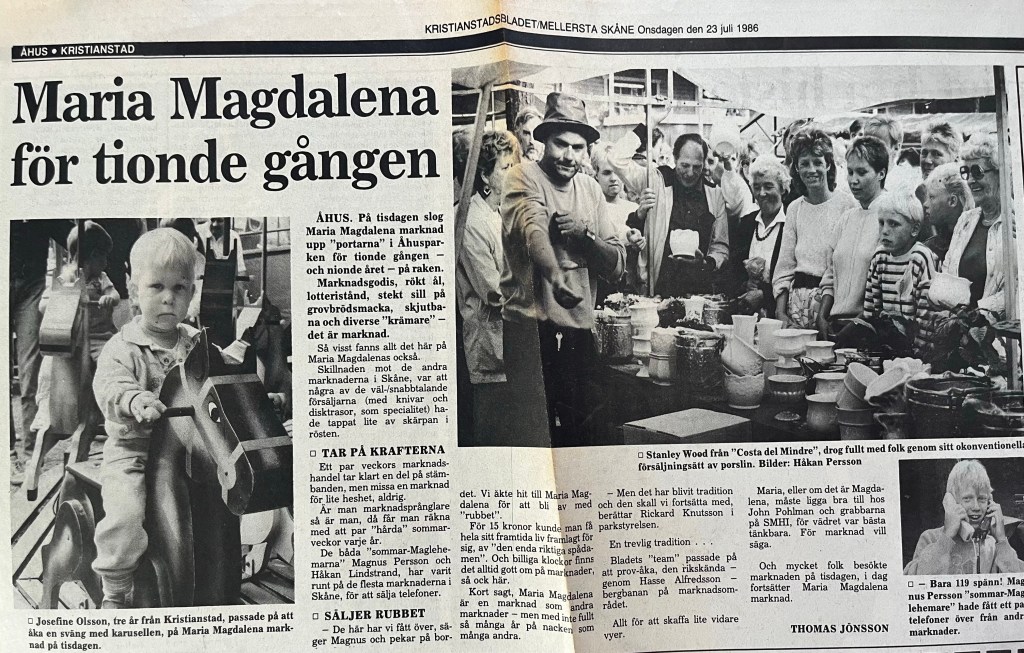 KRISTIANSTADSBLADET/MELLERSTA SKÅNE Onsdagen den 23 juli 1986
ÅHUS • KRISTIANSTAD
Maria Magdalena
för tionde gången
ÅHUS. På tisdagen slog
Maria Magdalena marknad
upp "portarna" i Åhuspar-
ken för tionde gången –
och nionde året – på raken.
Marknadsgodis, rökt ål,
lotteristånd, stekt sill på
grovbrödsmacka, skjutba-
na och diverse "krämare" –
det är marknad.
Så visst fanns allt det här på
Maria Magdalenas också.
Skillnaden mot de andra
marknaderna i Skåne, var att
några av de väl-/snabbtalande
försäljarna (med knivar och
disktrasor, som specialitet) ha-
de tappat lite av skärpan i
rösten.
□ TAR PÅ KRAFTERNA
Ett par veckors marknads-
handel tar klart en del på stäm-
banden, men missa en marknad
för lite heshet, aldrig.
Är man marknadsprånglare
så är man, då får man räkna
med att par "hårda" sommar-
veckor varje år.
De båda "sommar-Maglehe-
marna" Magnus Persson och
Håkan Lindstrand, har varit
runt på de flesta marknaderna i
Skåne, för att sälja telefoner.
□ SÄLJER RUBBET
– De här har vi fått över, sä-
ger Magnus och pekar på bor-
det. Vi åkte hit till Maria Mag-
dalena för att bli av med
"rubbet".
För 15 kronor kunde man få
hela sitt framtida liv framlagt för
sig, av "den enda riktiga spåda-
men". Och billiga klockor finns
det alltid gott om på marknader,
så ock här.
Kort sagt, Maria Magdalena
är en marknad som andra
marknader – men med inte fullt
så många år på nacken som
många andra.
– Men det har blivit tradition
och den skall vi fortsätta med,
berättar Rickard Knutsson i
parkstyrelsen.
En trevlig tradition . . .
Bladets "team" passade på
att prov-åka, den rikskända –
genom Hasse Alfredsson –
bergbanan på marknadsom-
rådet.
Allt för att skaffa lite vidare
vyer.
Maria, eller om det är Magda-
lena, måste ligga bra till hos
John Pohlman och grabbarna
på SMHI, för vädret var bästa
tänkbara. För marknad vill
säga.
Och mycket folk besökte
marknaden på tisdagen, i dag
fortsätter Maria Magdalena
marknad.
THOMAS JÖNSSON
□ Stanley Wood från "Costa del Mindre", drog fullt med folk genom sitt okonventionella
försäljningsätt av porslin. Bilder: Håkan Persson
□ Josefine Olsson, tre år från Kristianstad, passade på att
åka en sväng med karusellen, på Maria Magdalena mark-
nad på tisdagen.
□ – Bara 119 spänn! Mag-
nus Persson "sommar-Mag
lehemare" hade fått ett pa
telefoner över från andr
marknader.